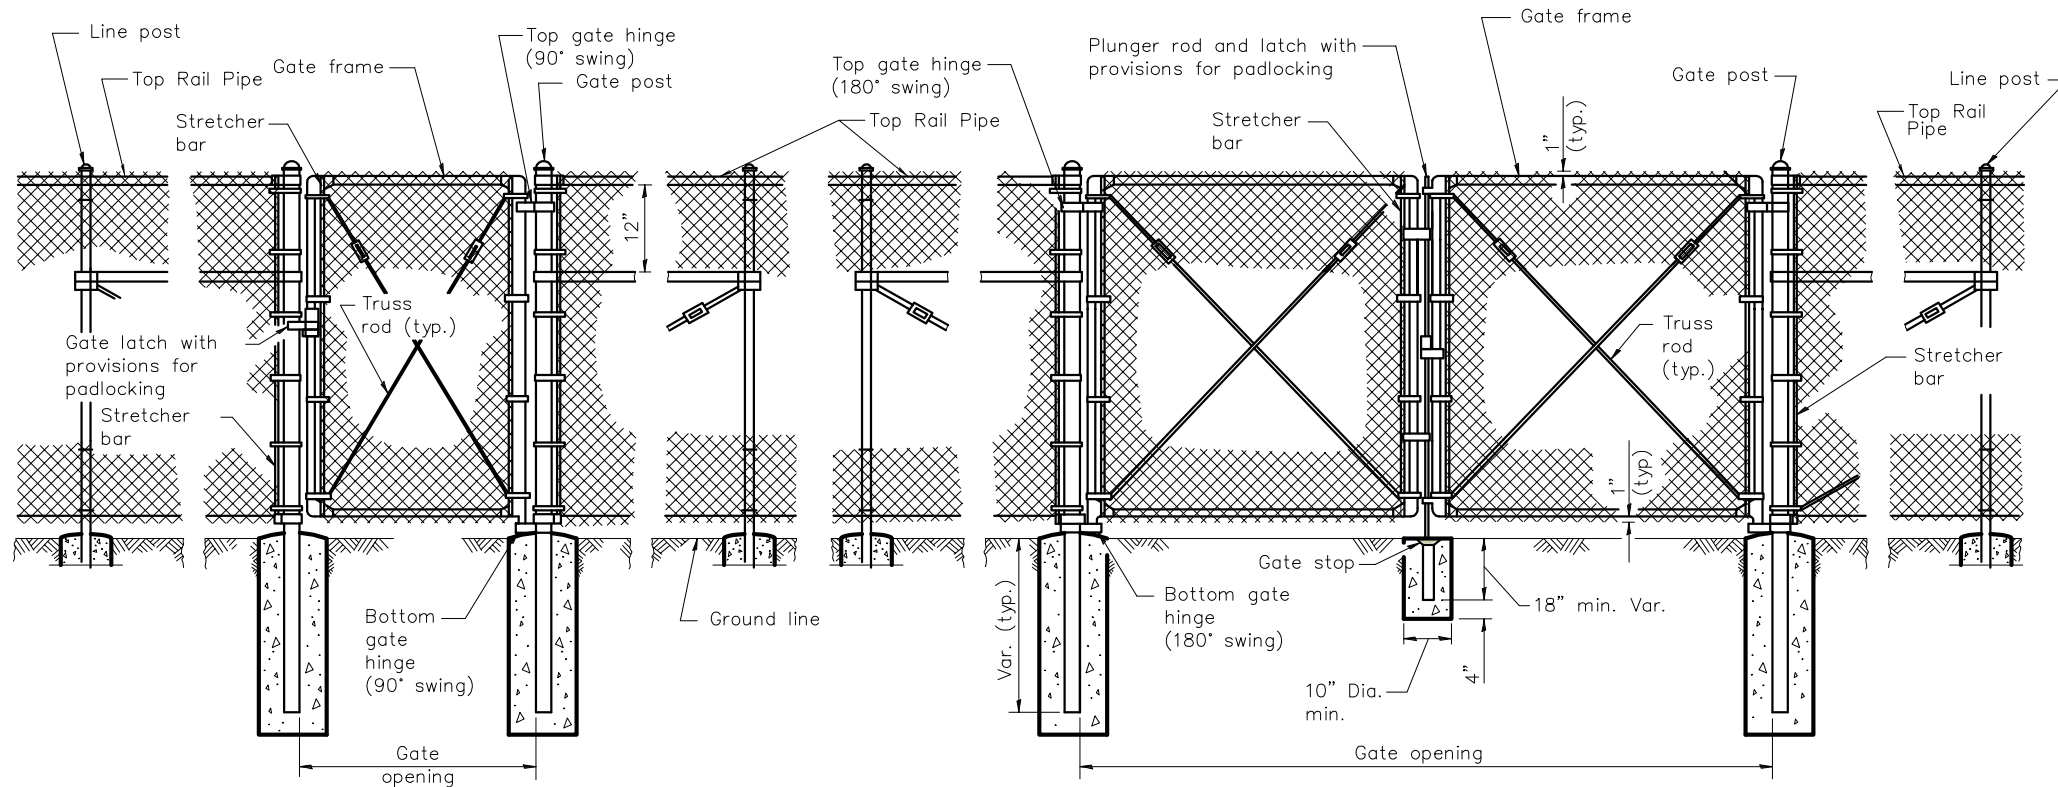 Line post
Top Rail Pipe
Gate frame
Top gate hinge
(90° swing)
Gate post
Stretcher
bar
12"
Truss
rod (typ.)
Gate latch with
provisions for
padlocking
Stretcher
bar
Bottom
gate
hinge
(90° swing)
Gate
opening
Top gate hinge
(180° swing)
Top Rail Pipe
Ground line
Plunger rod and latch with
provisions for padlocking
Gate frame
Stretcher
bar
1"
(typ.)
Gate post
Line post
Top Rail
Pipe
Truss
rod
(typ.)
Stretcher
bar
1"
(typ)
Gate stop
Var. (typ.)
Bottom gate
hinge
(180° swing)
18" min. Var.
4"
10" Dia.
min.
Gate opening